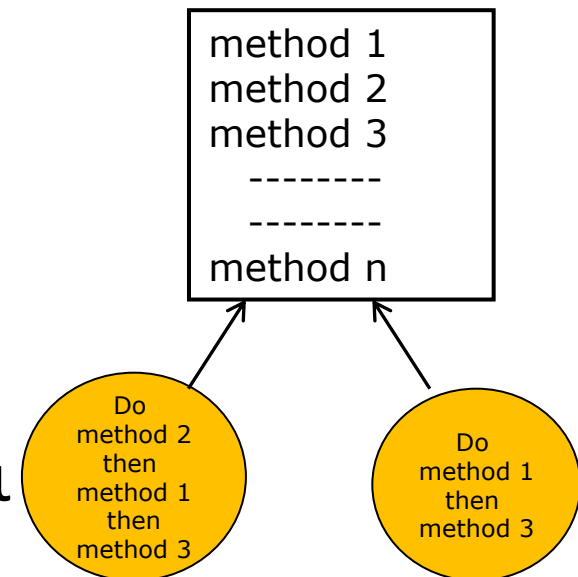 method 1
method 2
method 3
--------
--------
method n
Do
method 2
then
method 1
then
method 3
Do
method 1
then
method 3